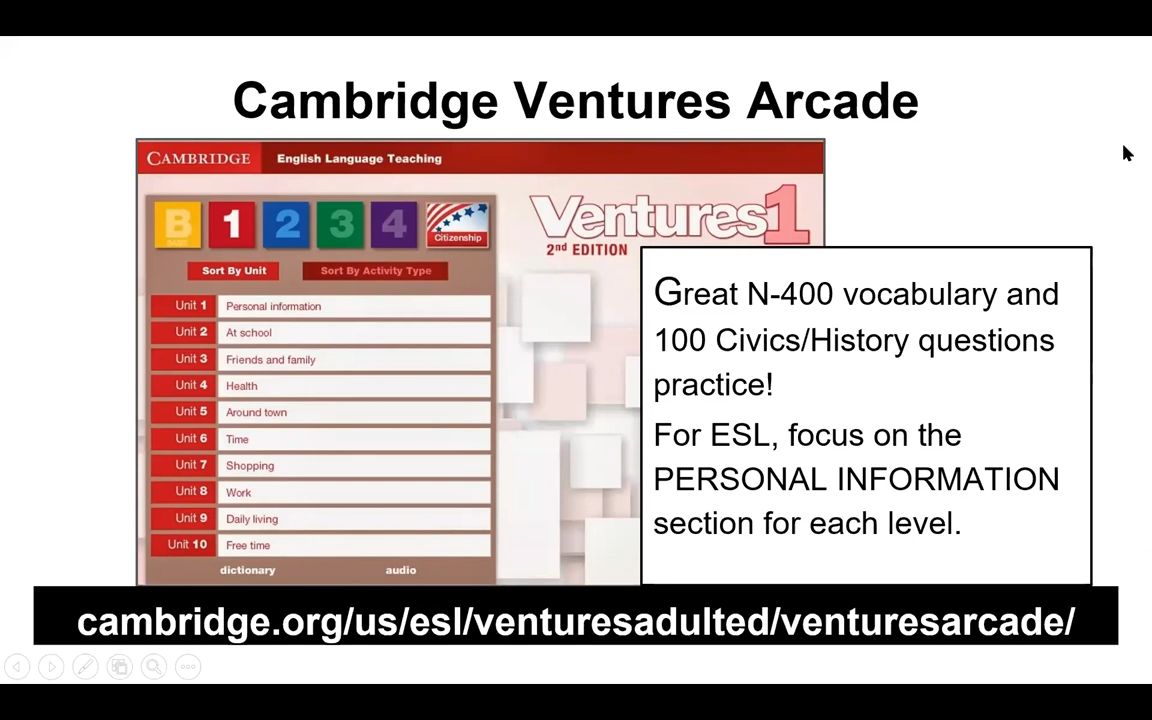 Cambridge Ventures Arcade
CAMBRIDGE English Language Teaching
B 1 2 3 4 Citizenship
BASIC
Ventures 1
2nd EDITION
Sort By Unit Sort By Activity Type
Unit 1 Personal information
Unit 2 At school
Unit 3 Friends and family
Unit 4 Health
Unit 5 Around town
Unit 6 Time
Unit 7 Shopping
Unit 8 Work
Unit 9 Daily living
Unit 10 Free time
dictionary audio
Great N-400 vocabulary and
100 Civics/History questions
practice!
For ESL, focus on the
PERSONAL INFORMATION
section for each level.
cambridge.org/us/esl/venturesadulted/venturesarcade/